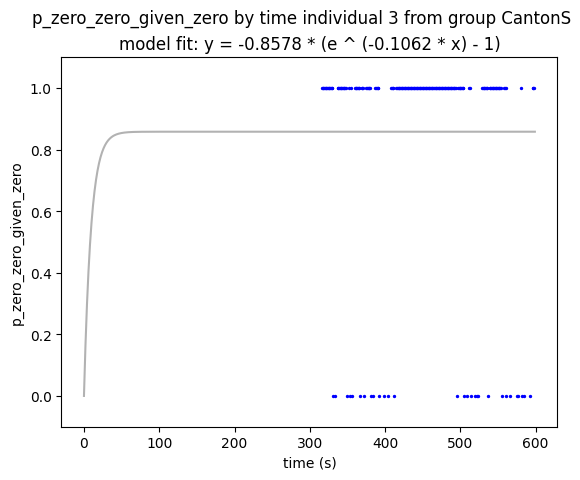 p_zero_zero_given_zero by time individual 3 from group CantonS
model fit: y = -0.8578 * (e ^ (-0.1062 * x) - 1)
1.0
0.8
0.6
0.4
0.2
0.0
p_zero_zero_given_zero
0 100 200 300 400 500 600
time (s)